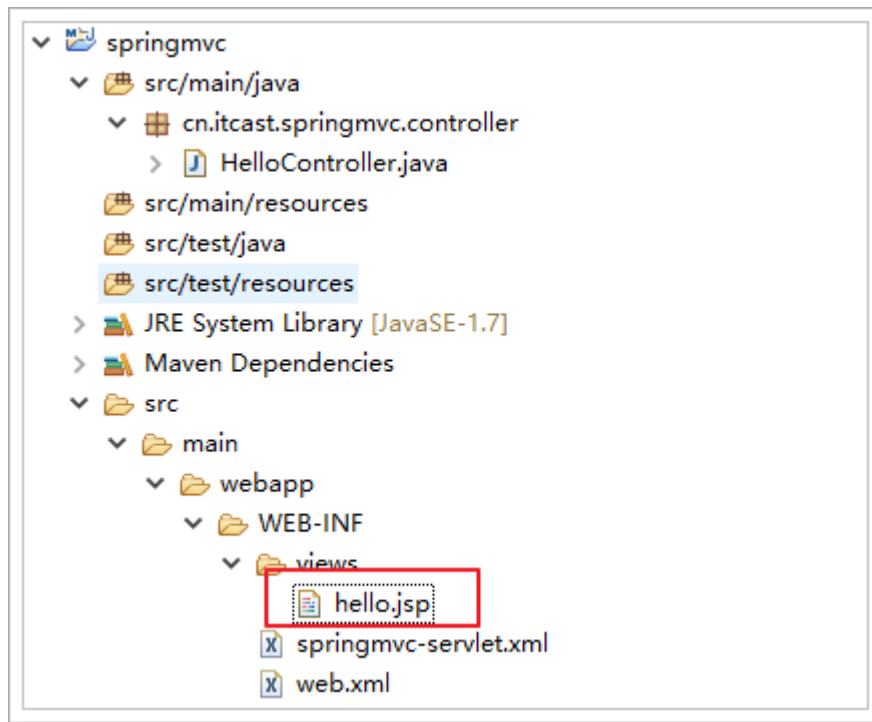 springmvc
src/main/java
cn.itcast.springmvc.controller
HelloController.java
src/main/resources
src/test/java
src/test/resources
JRE System Library [JavaSE-1.7]
Maven Dependencies
src
main
webapp
WEB-INF
views
hello.jsp
springmvc-servlet.xml
web.xml